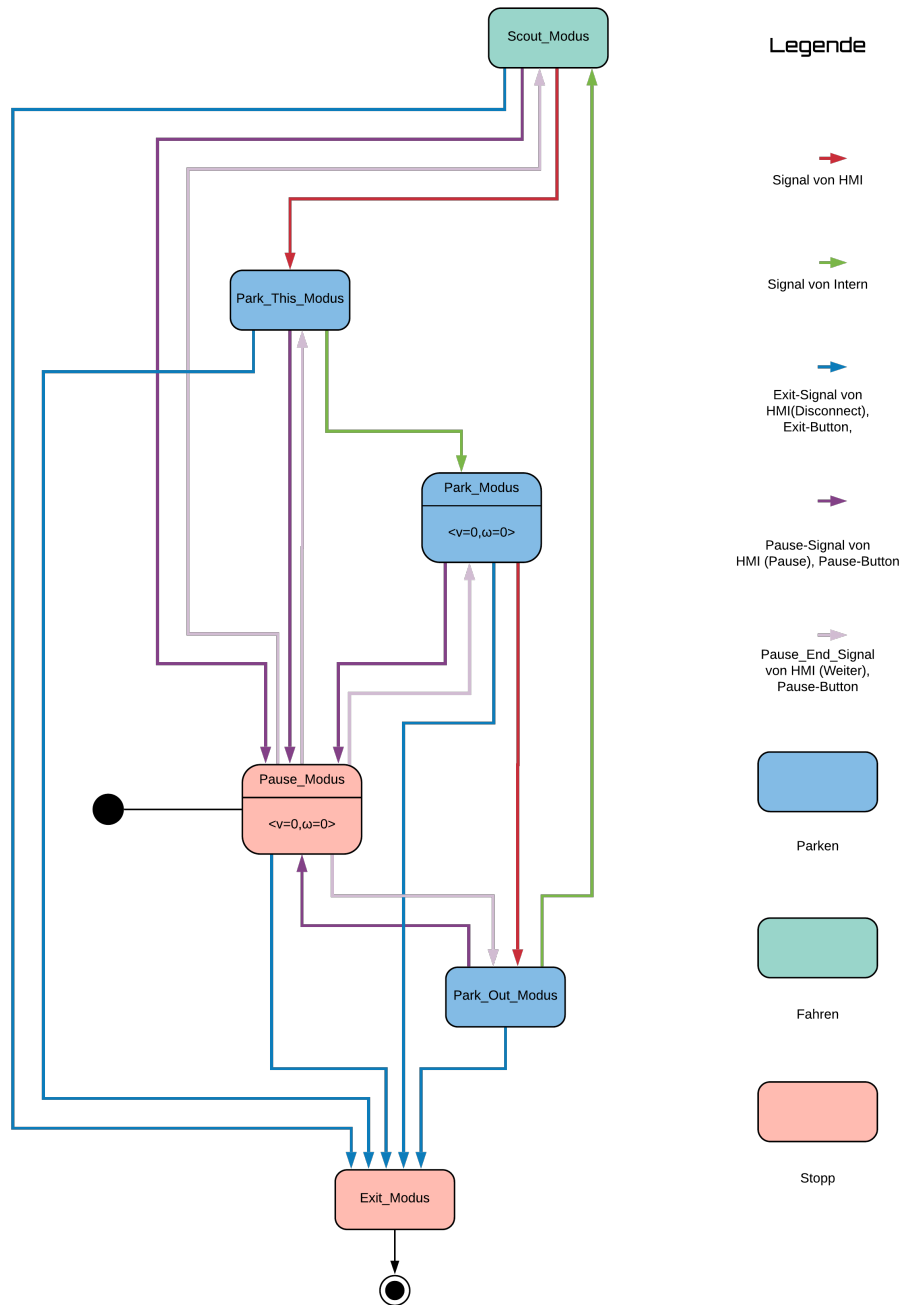 Scout_Modus
Park_This_Modus
Park_Modus
<v=0,ω=0>
Pause_Modus
<v=0,ω=0>
Park_Out_Modus
Exit_Modus
Legende
Signal von HMI
Signal von Intern
Exit-Signal von
HMI(Disconnect),
Exit-Button,
Pause-Signal von
HMI (Pause), Pause-Button
Pause_End_Signal
von HMI (Weiter),
Pause-Button
Parken
Fahren
Stopp